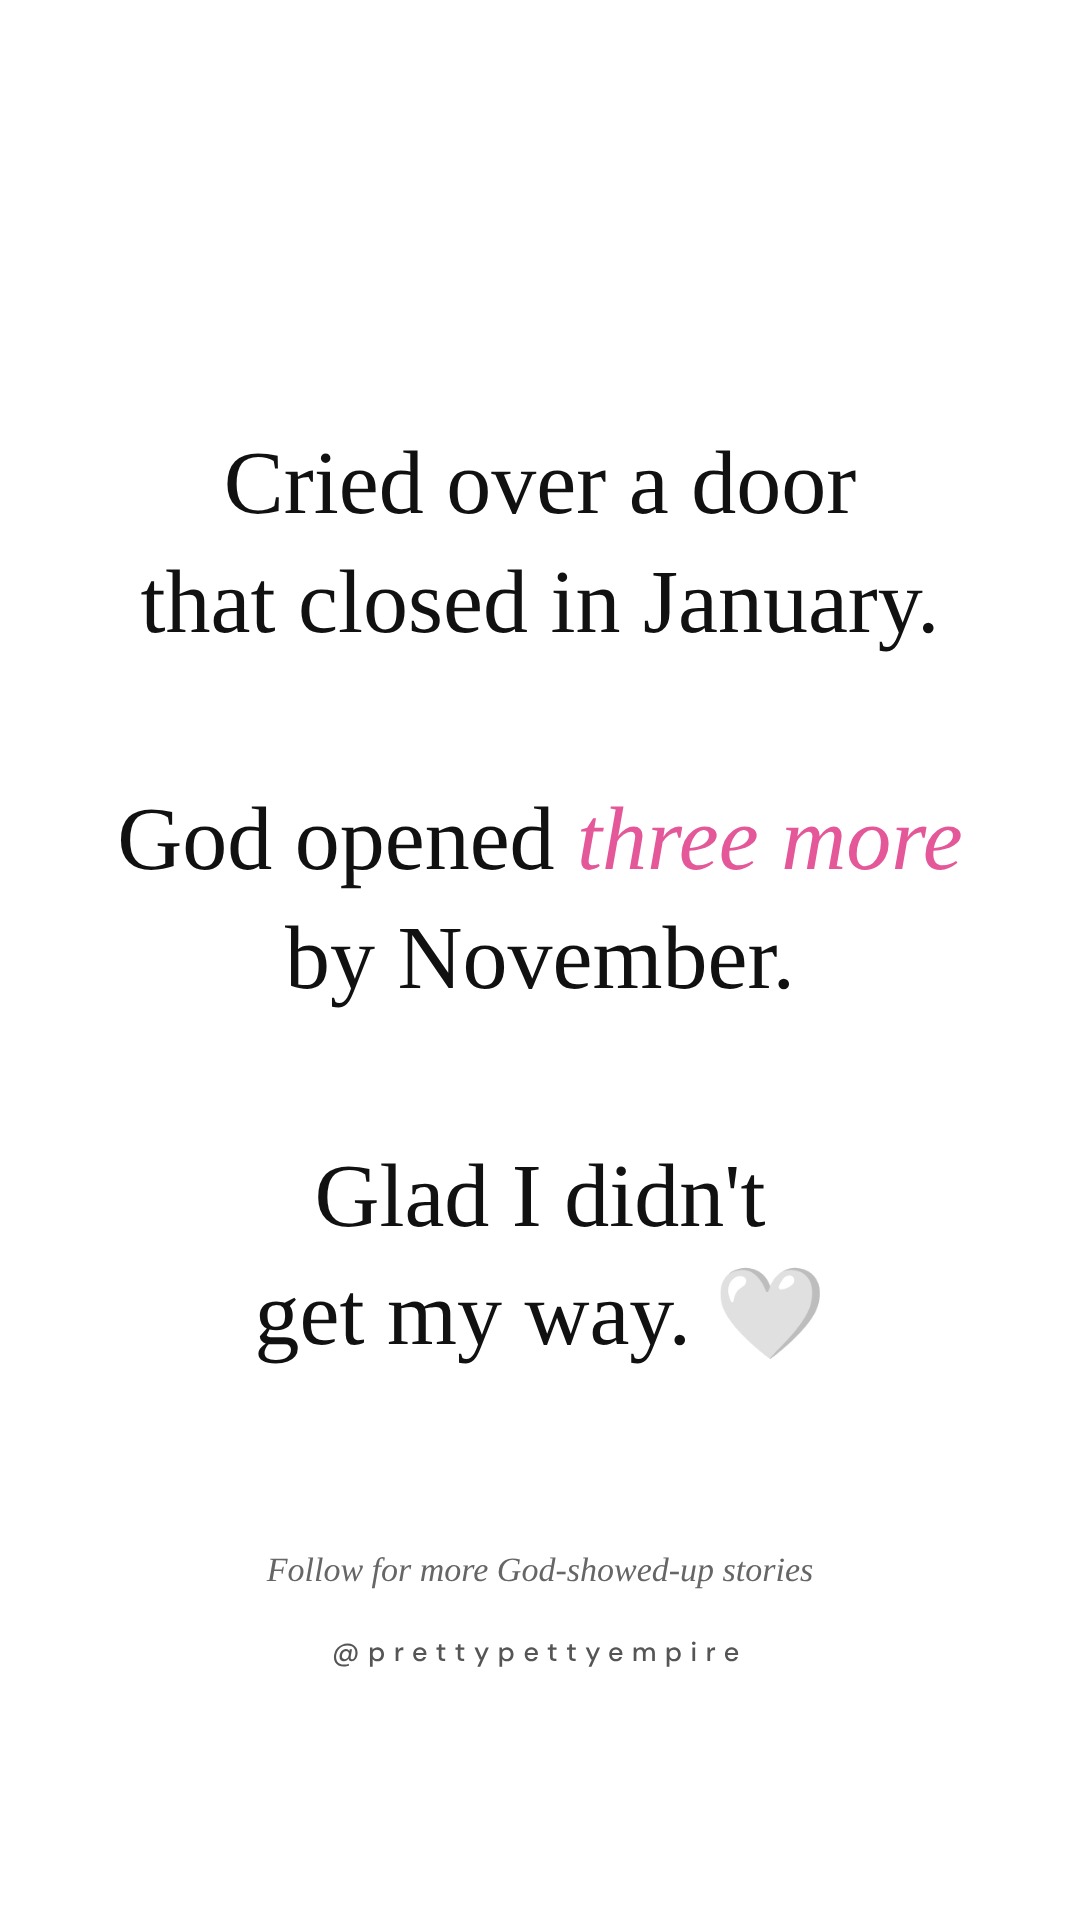 Cried over a door
that closed in January.
God opened three more
by November.
Glad I didn't
get my way. 🤍
Follow for more God-showed-up stories
@prettypettyempire